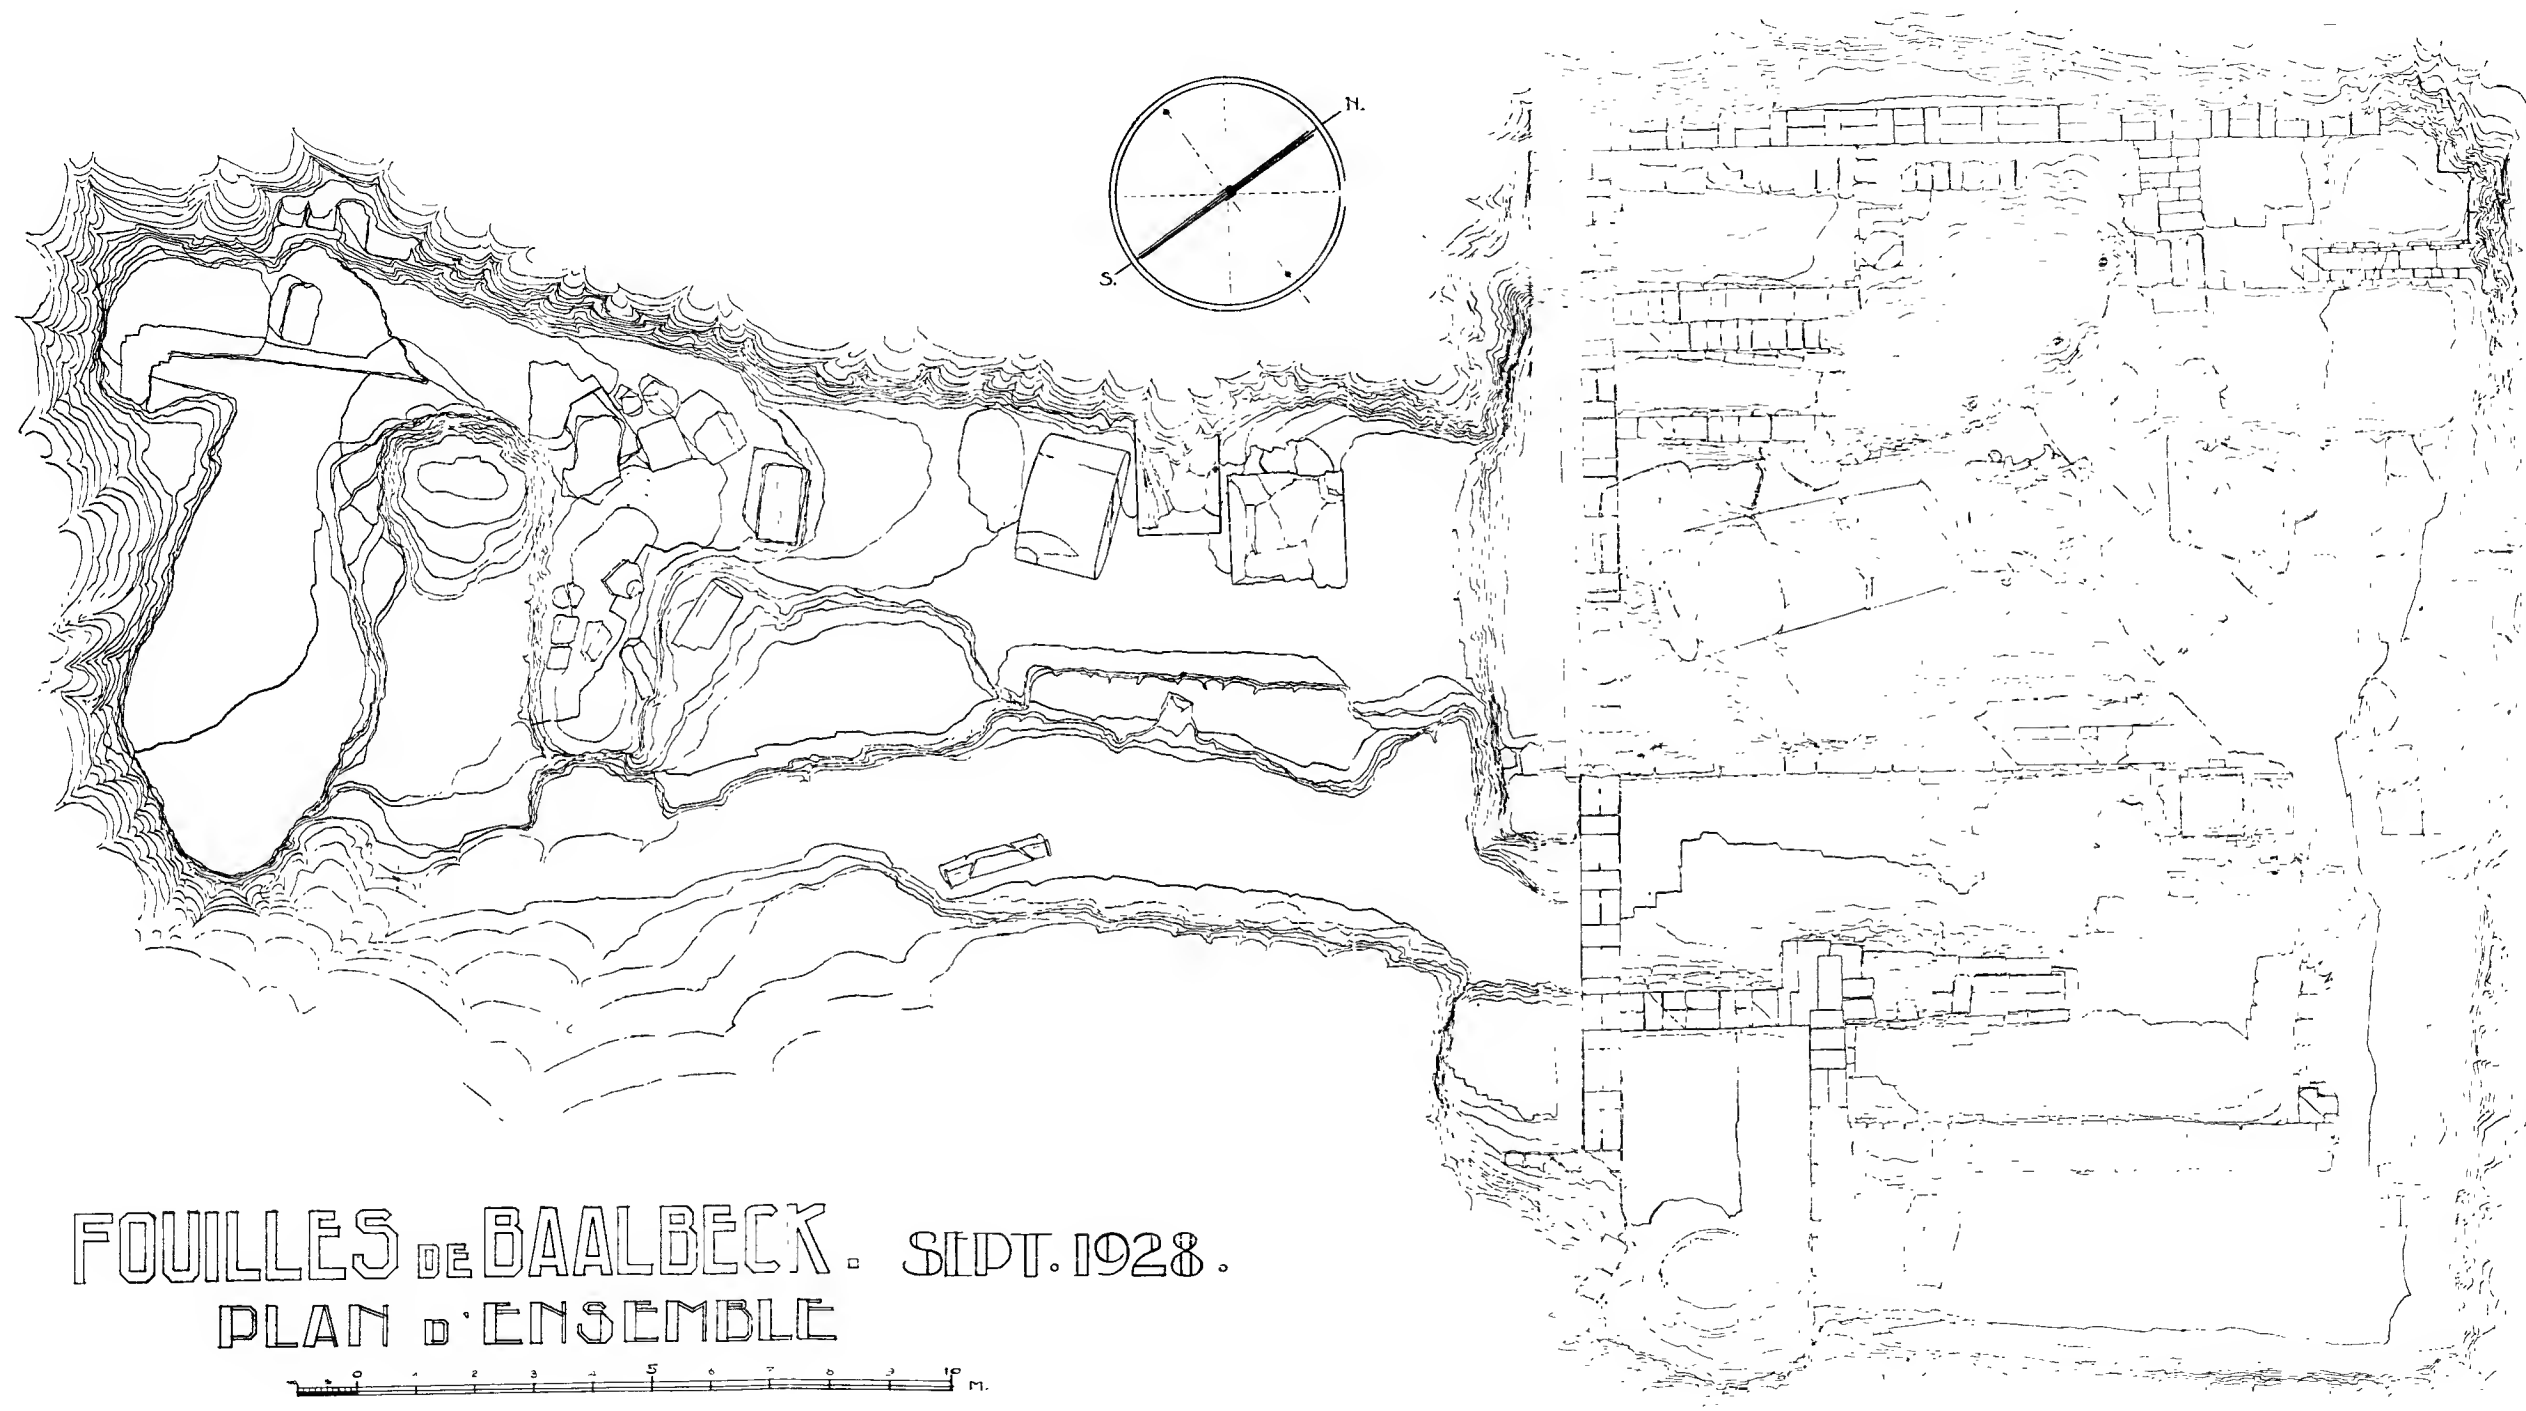 N.
S.
FOUILLES DE BAALBECK. SEPT. 1928.
PLAN D'ENSEMBLE
0 1 2 3 4 5 6 7 8 9 10 M.